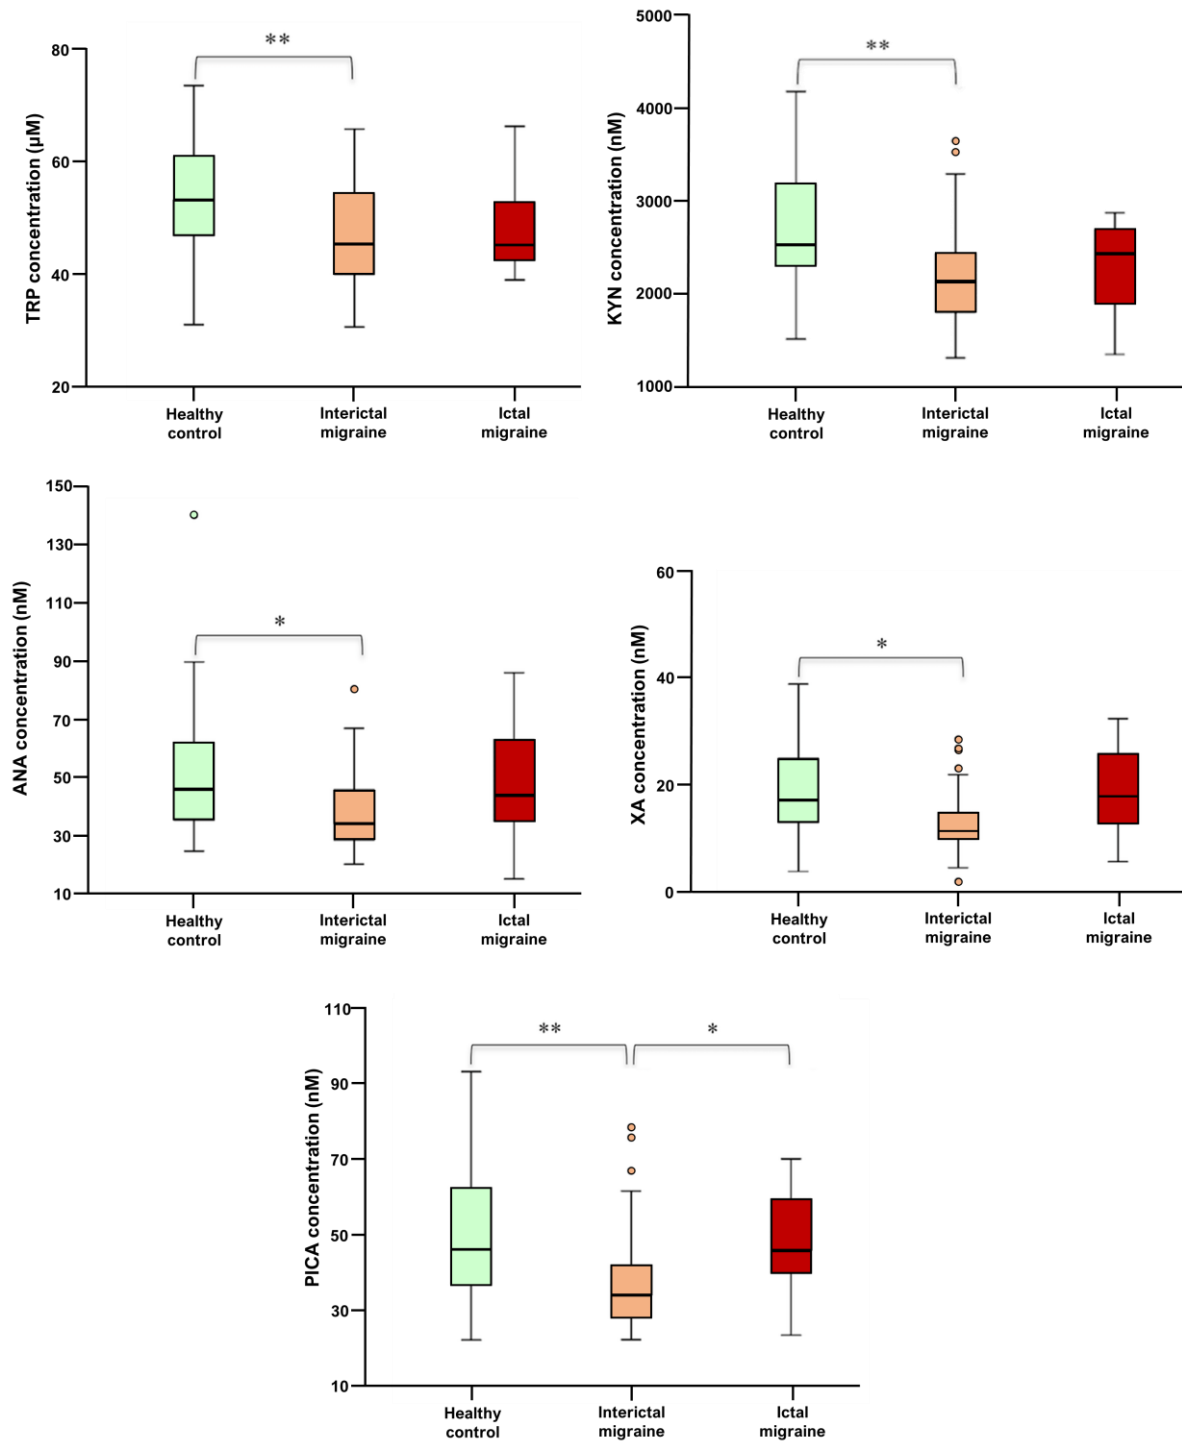 **
80
60
40
20
TRP concentration (µM)
Healthy
control
Interictal
migraine
Ictal
migraine
**
5000
4000
3000
2000
1000
KYN concentration (nM)
Healthy
control
Interictal
migraine
Ictal
migraine
*
150
130
110
90
70
50
30
10
ANA concentration (nM)
Healthy
control
Interictal
migraine
Ictal
migraine
*
60
40
20
0
XA concentration (nM)
Healthy
control
Interictal
migraine
Ictal
migraine
**
*
110
90
70
50
30
10
PICA concentration (nM)
Healthy
control
Interictal
migraine
Ictal
migraine